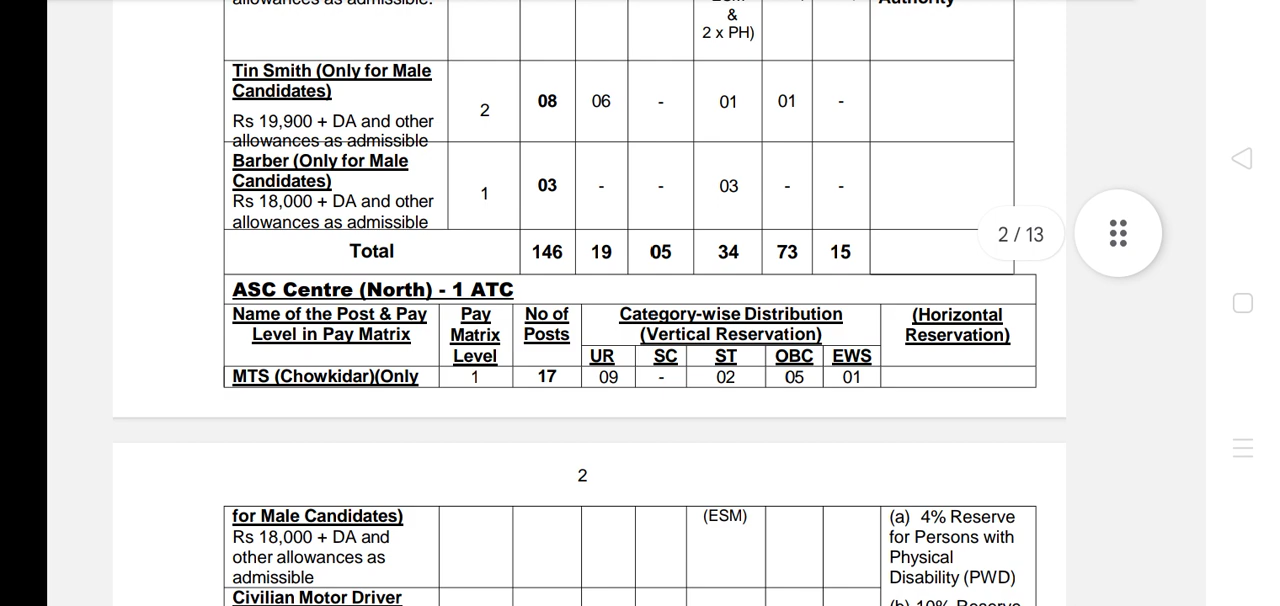 allowances as admissible.
&
2 x PH)
Authority
Tin Smith (Only for Male
Candidates)
Rs 19,900 + DA and other
allowances as admissible
2 08 06 - 01 01 -
Barber (Only for Male
Candidates)
Rs 18,000 + DA and other
allowances as admissible
1 03 - - 03 - -
Total 146 19 05 34 73 15
2 / 13
ASC Centre (North) - 1 ATC
Name of the Post & Pay
Level in Pay Matrix
Pay
Matrix
Level
No of
Posts
Category-wise Distribution
(Vertical Reservation)
(Horizontal
Reservation)
UR SC ST OBC EWS
MTS (Chowkidar)(Only 1 17 09 - 02 05 01
2
for Male Candidates)
Rs 18,000 + DA and
other allowances as
admissible
(ESM)
(a) 4% Reserve
for Persons with
Physical
Disability (PWD)
Civilian Motor Driver
(b) 10% Reserve